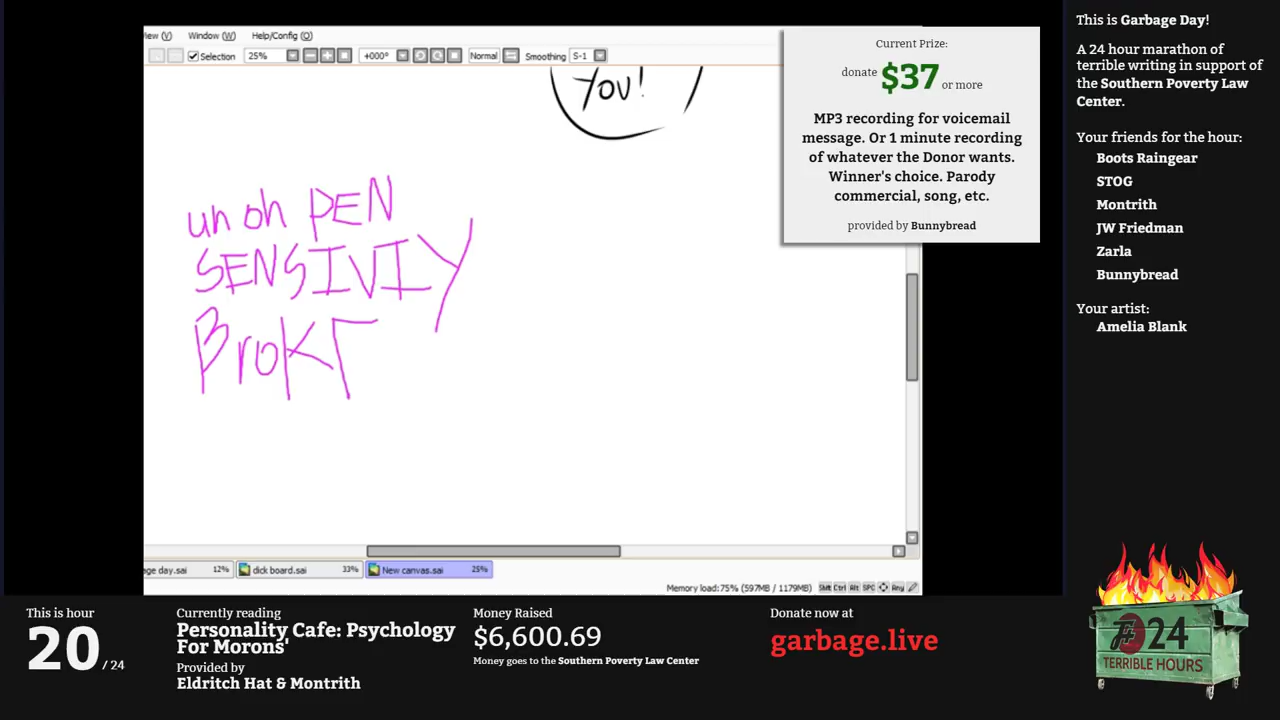 View (V) Window (W) Help/Config (O)
Selection 25% +000° Normal Smoothing S-1
YOU!
uh oh PEN
SENSIVIY
Brok
age day.sai 12% dick board.sai 33% New canvas.sai 25%
Memory load: 75% (597MB / 1179MB) Shift Ctrl Alt SPC Any
Current Prize:
donate $37 or more
MP3 recording for voicemail
message. Or 1 minute recording
of whatever the Donor wants.
Winner's choice. Parody
commercial, song, etc.
provided by Bunnybread
This is Garbage Day!
A 24 hour marathon of
terrible writing in support of
the Southern Poverty Law
Center.
Your friends for the hour:
Boots Raingear
STOG
Montrith
JW Friedman
Zarla
Bunnybread
Your artist:
Amelia Blank
This is hour
20 / 24
Currently reading
Personality Cafe: Psychology
For Morons'
Provided by
Eldritch Hat & Montrith
Money Raised
$6,600.69
Money goes to the Southern Poverty Law Center
Donate now at
garbage.live
24
TERRIBLE HOURS